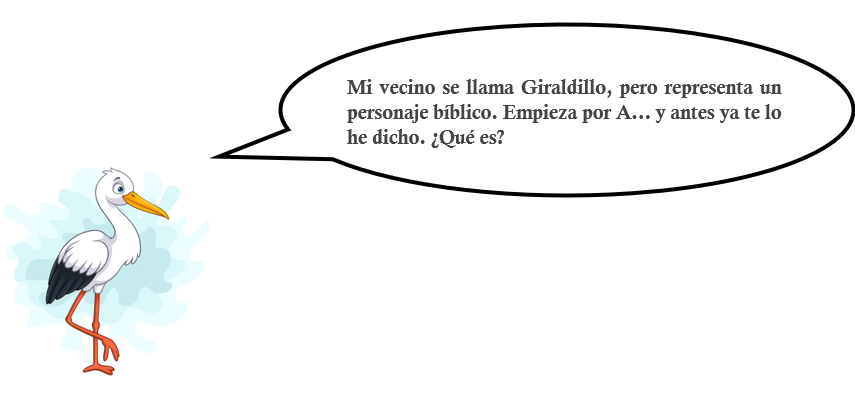 Mi vecino se llama Giraldillo, pero representa un
personaje bíblico. Empieza por A... y antes ya te lo
he dicho. ¿Qué es?